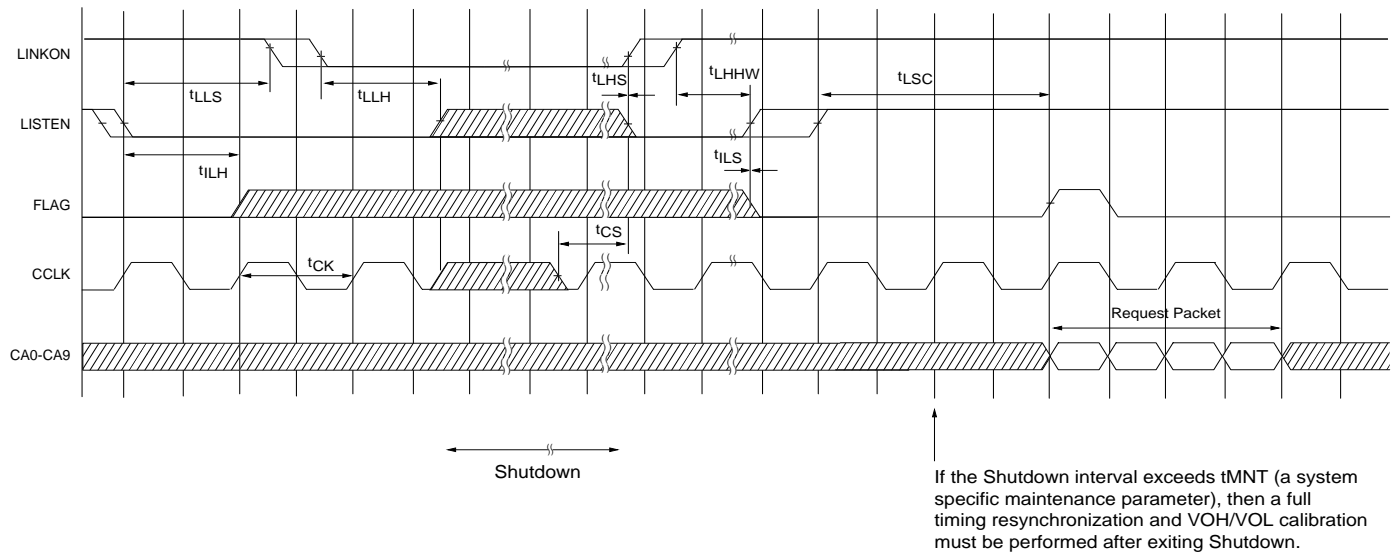 LINKON
tLLS
tLLH
tLHS
tLHHW
tLSC
LISTEN
tILH
tILS
FLAG
tCS
CCLK
tCK
Request Packet
CA0-CA9
Shutdown
If the Shutdown interval exceeds tMNT (a system
specific maintenance parameter), then a full
timing resynchronization and VOH/VOL calibration
must be performed after exiting Shutdown.